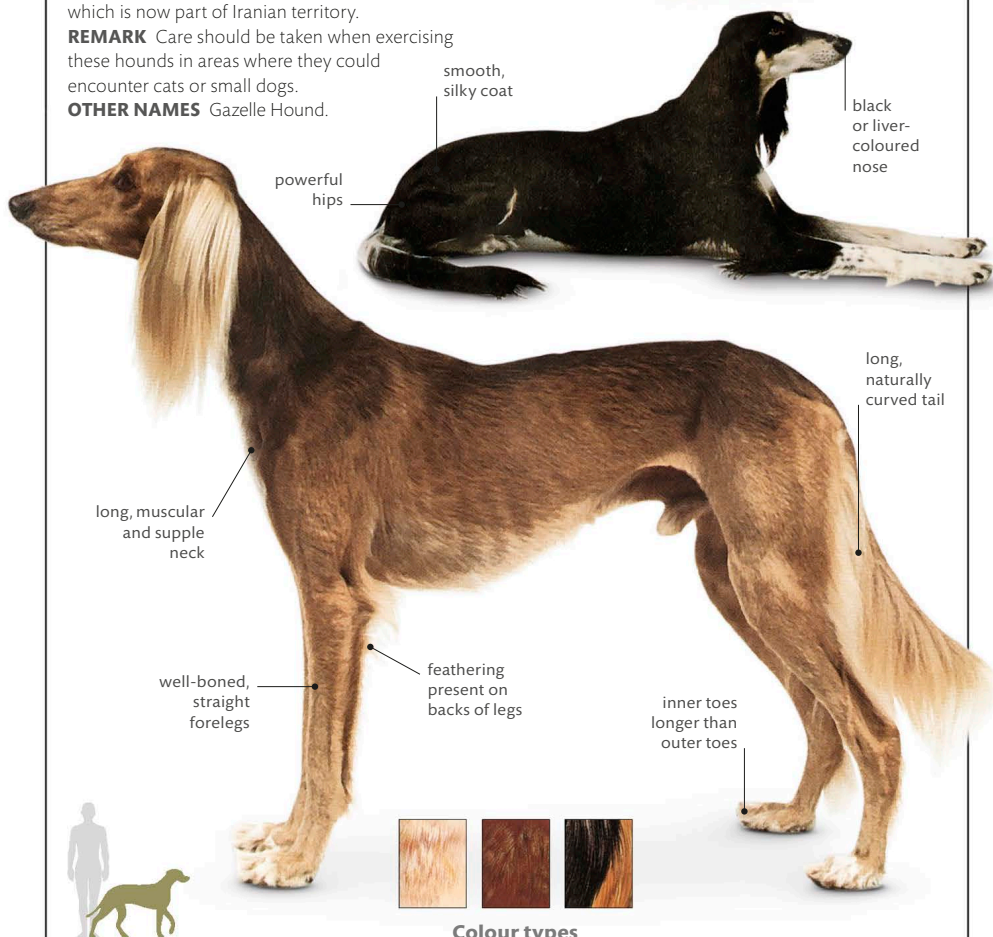 which is now part of Iranian territory.
REMARK Care should be taken when exercising
these hounds in areas where they could
encounter cats or small dogs.
OTHER NAMES Gazelle Hound.
smooth,
silky coat
black
or liver-
coloured
nose
powerful
hips
long,
naturally
curved tail
long, muscular
and supple
neck
well-boned,
straight
forelegs
feathering
present on
backs of legs
inner toes
longer than
outer toes
Colour types